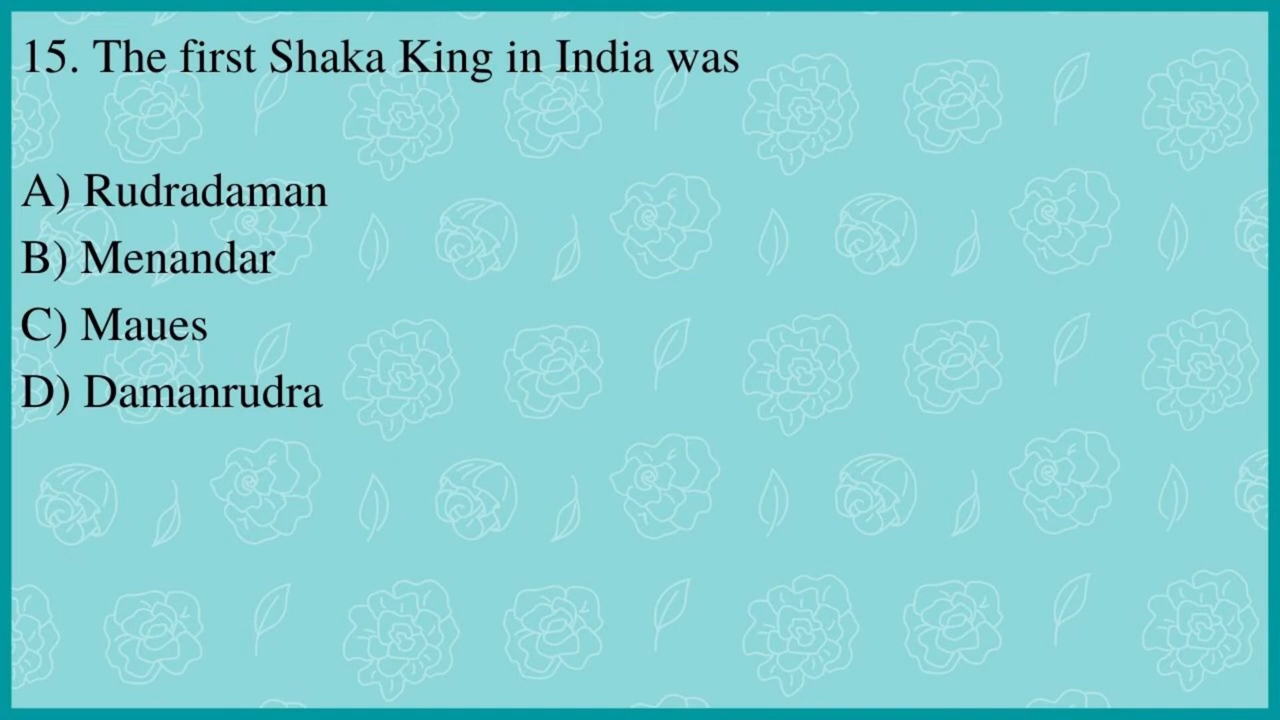 15. The first Shaka King in India was
A) Rudradaman
B) Menandar
C) Maues
D) Damanrudra